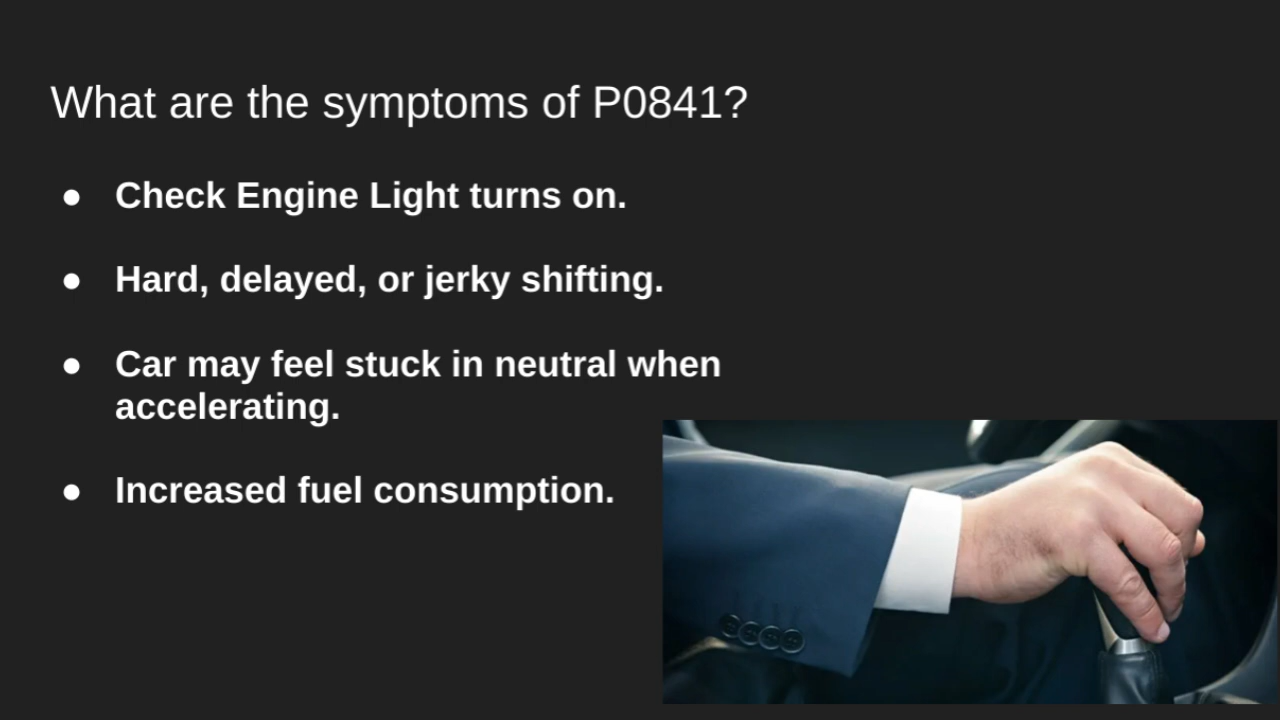 What are the symptoms of P0841?
● Check Engine Light turns on.
● Hard, delayed, or jerky shifting.
● Car may feel stuck in neutral when
accelerating.
● Increased fuel consumption.